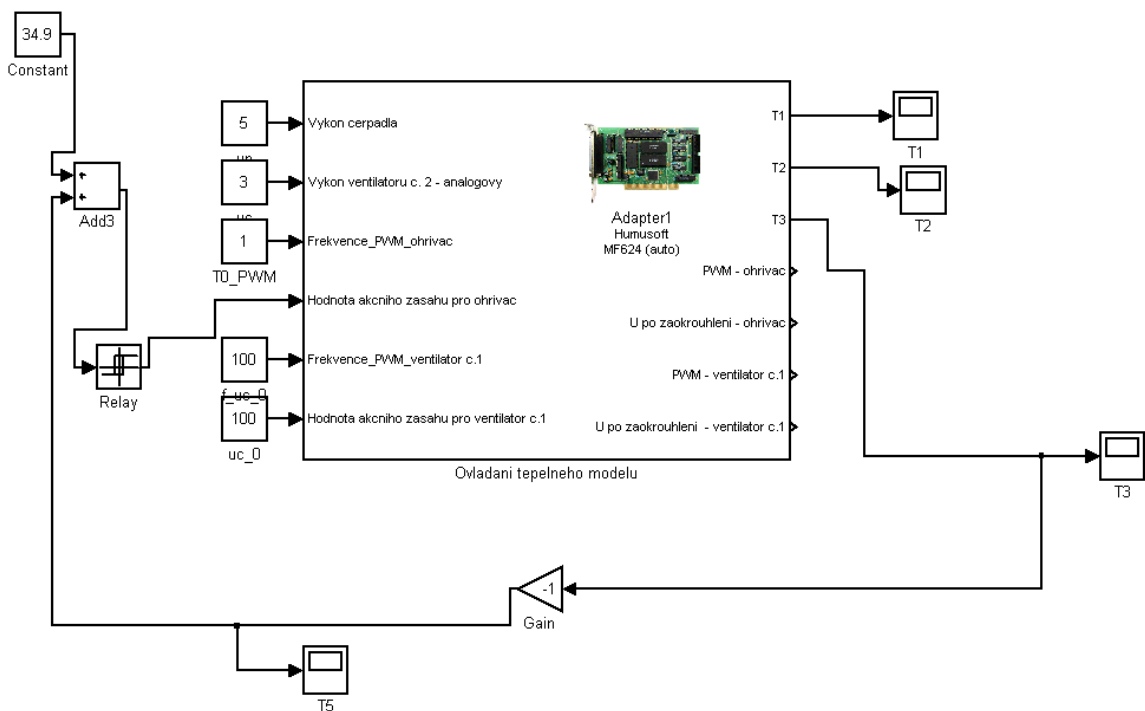 34.9
Constant
Add3
Relay
5
3
1
T0_PWM
100
f_uc_0
100
uc_0
Vykon cerpadla
Vykon ventilatoru c. 2 - analogovy
Frekvence_PWM_ohrivac
Hodnota akcniho zasahu pro ohrivac
Frekvence_PWM_ventilator c.1
Hodnota akcniho zasahu pro ventilator c.1
Adapter1
Humusoft
MF624 (auto)
T1
T2
T3
PWM - ohrivac
U po zaokrouhleni - ohrivac
PWM - ventilator c.1
U po zaokrouhleni - ventilator c.1
Ovladani tepelneho modelu
T1
T2
T3
-1
Gain
T5